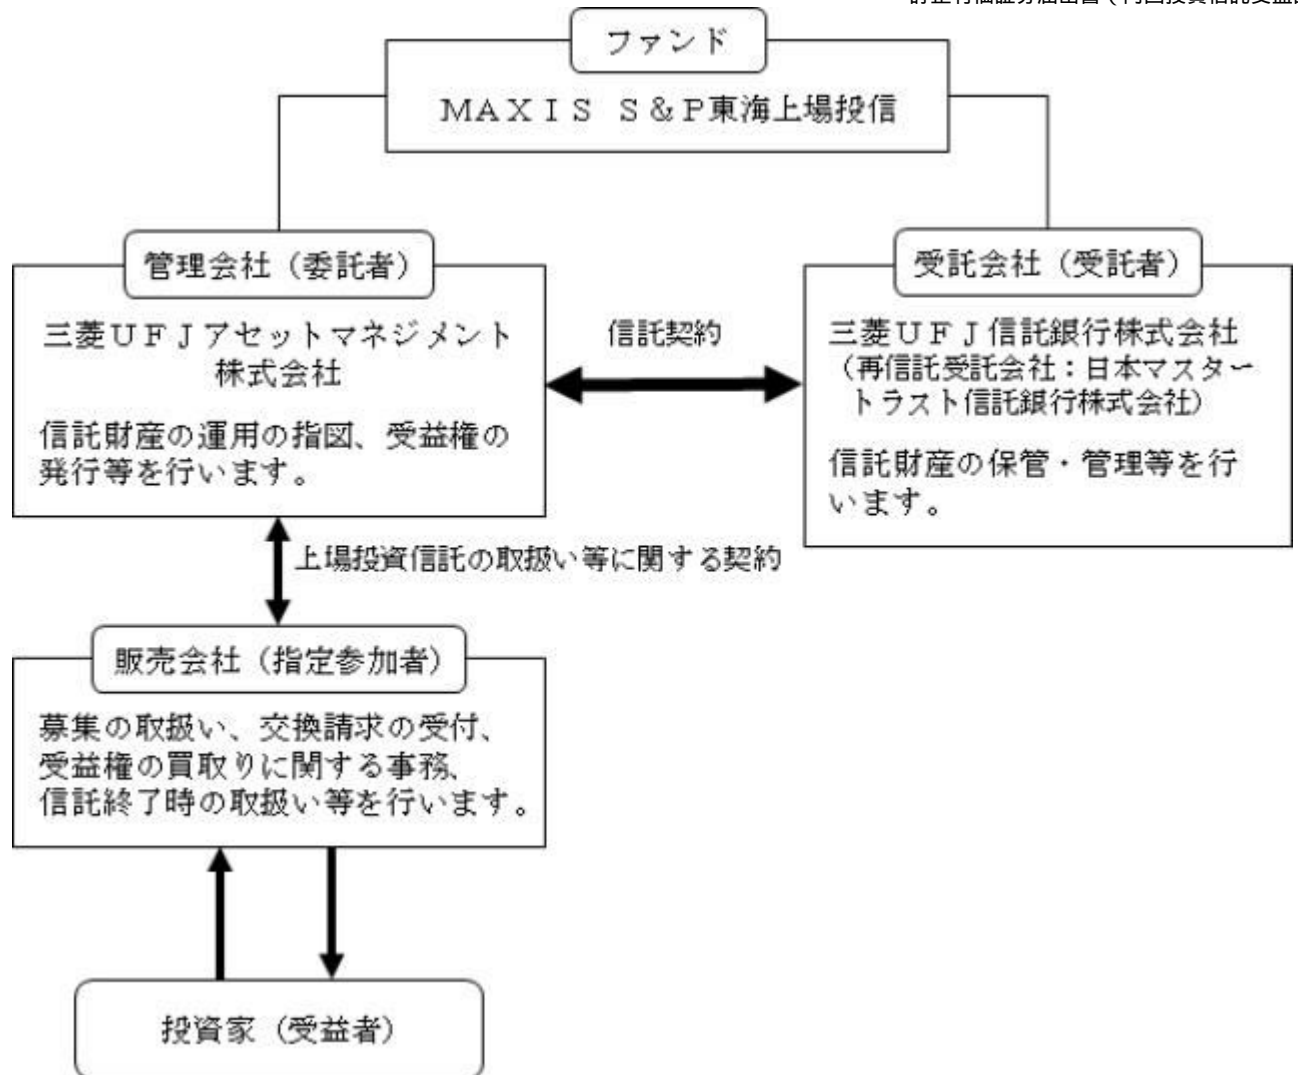 ファンド
ＭＡＸＩＳ Ｓ＆Ｐ東海上場投信
管理会社（委託者）
三菱ＵＦＪアセットマネジメント
株式会社
信託財産の運用の指図、受益権の
発行等を行います。
信託契約
受託会社（受託者）
三菱ＵＦＪ信託銀行株式会社
（再信託受託会社：日本マスター
トラスト信託銀行株式会社）
信託財産の保管・管理等を行
います。
上場投資信託の取扱い等に関する契約
販売会社（指定参加者）
募集の取扱い、交換請求の受付、
受益権の買取りに関する事務、
信託終了時の取扱い等を行います。
投資家（受益者）